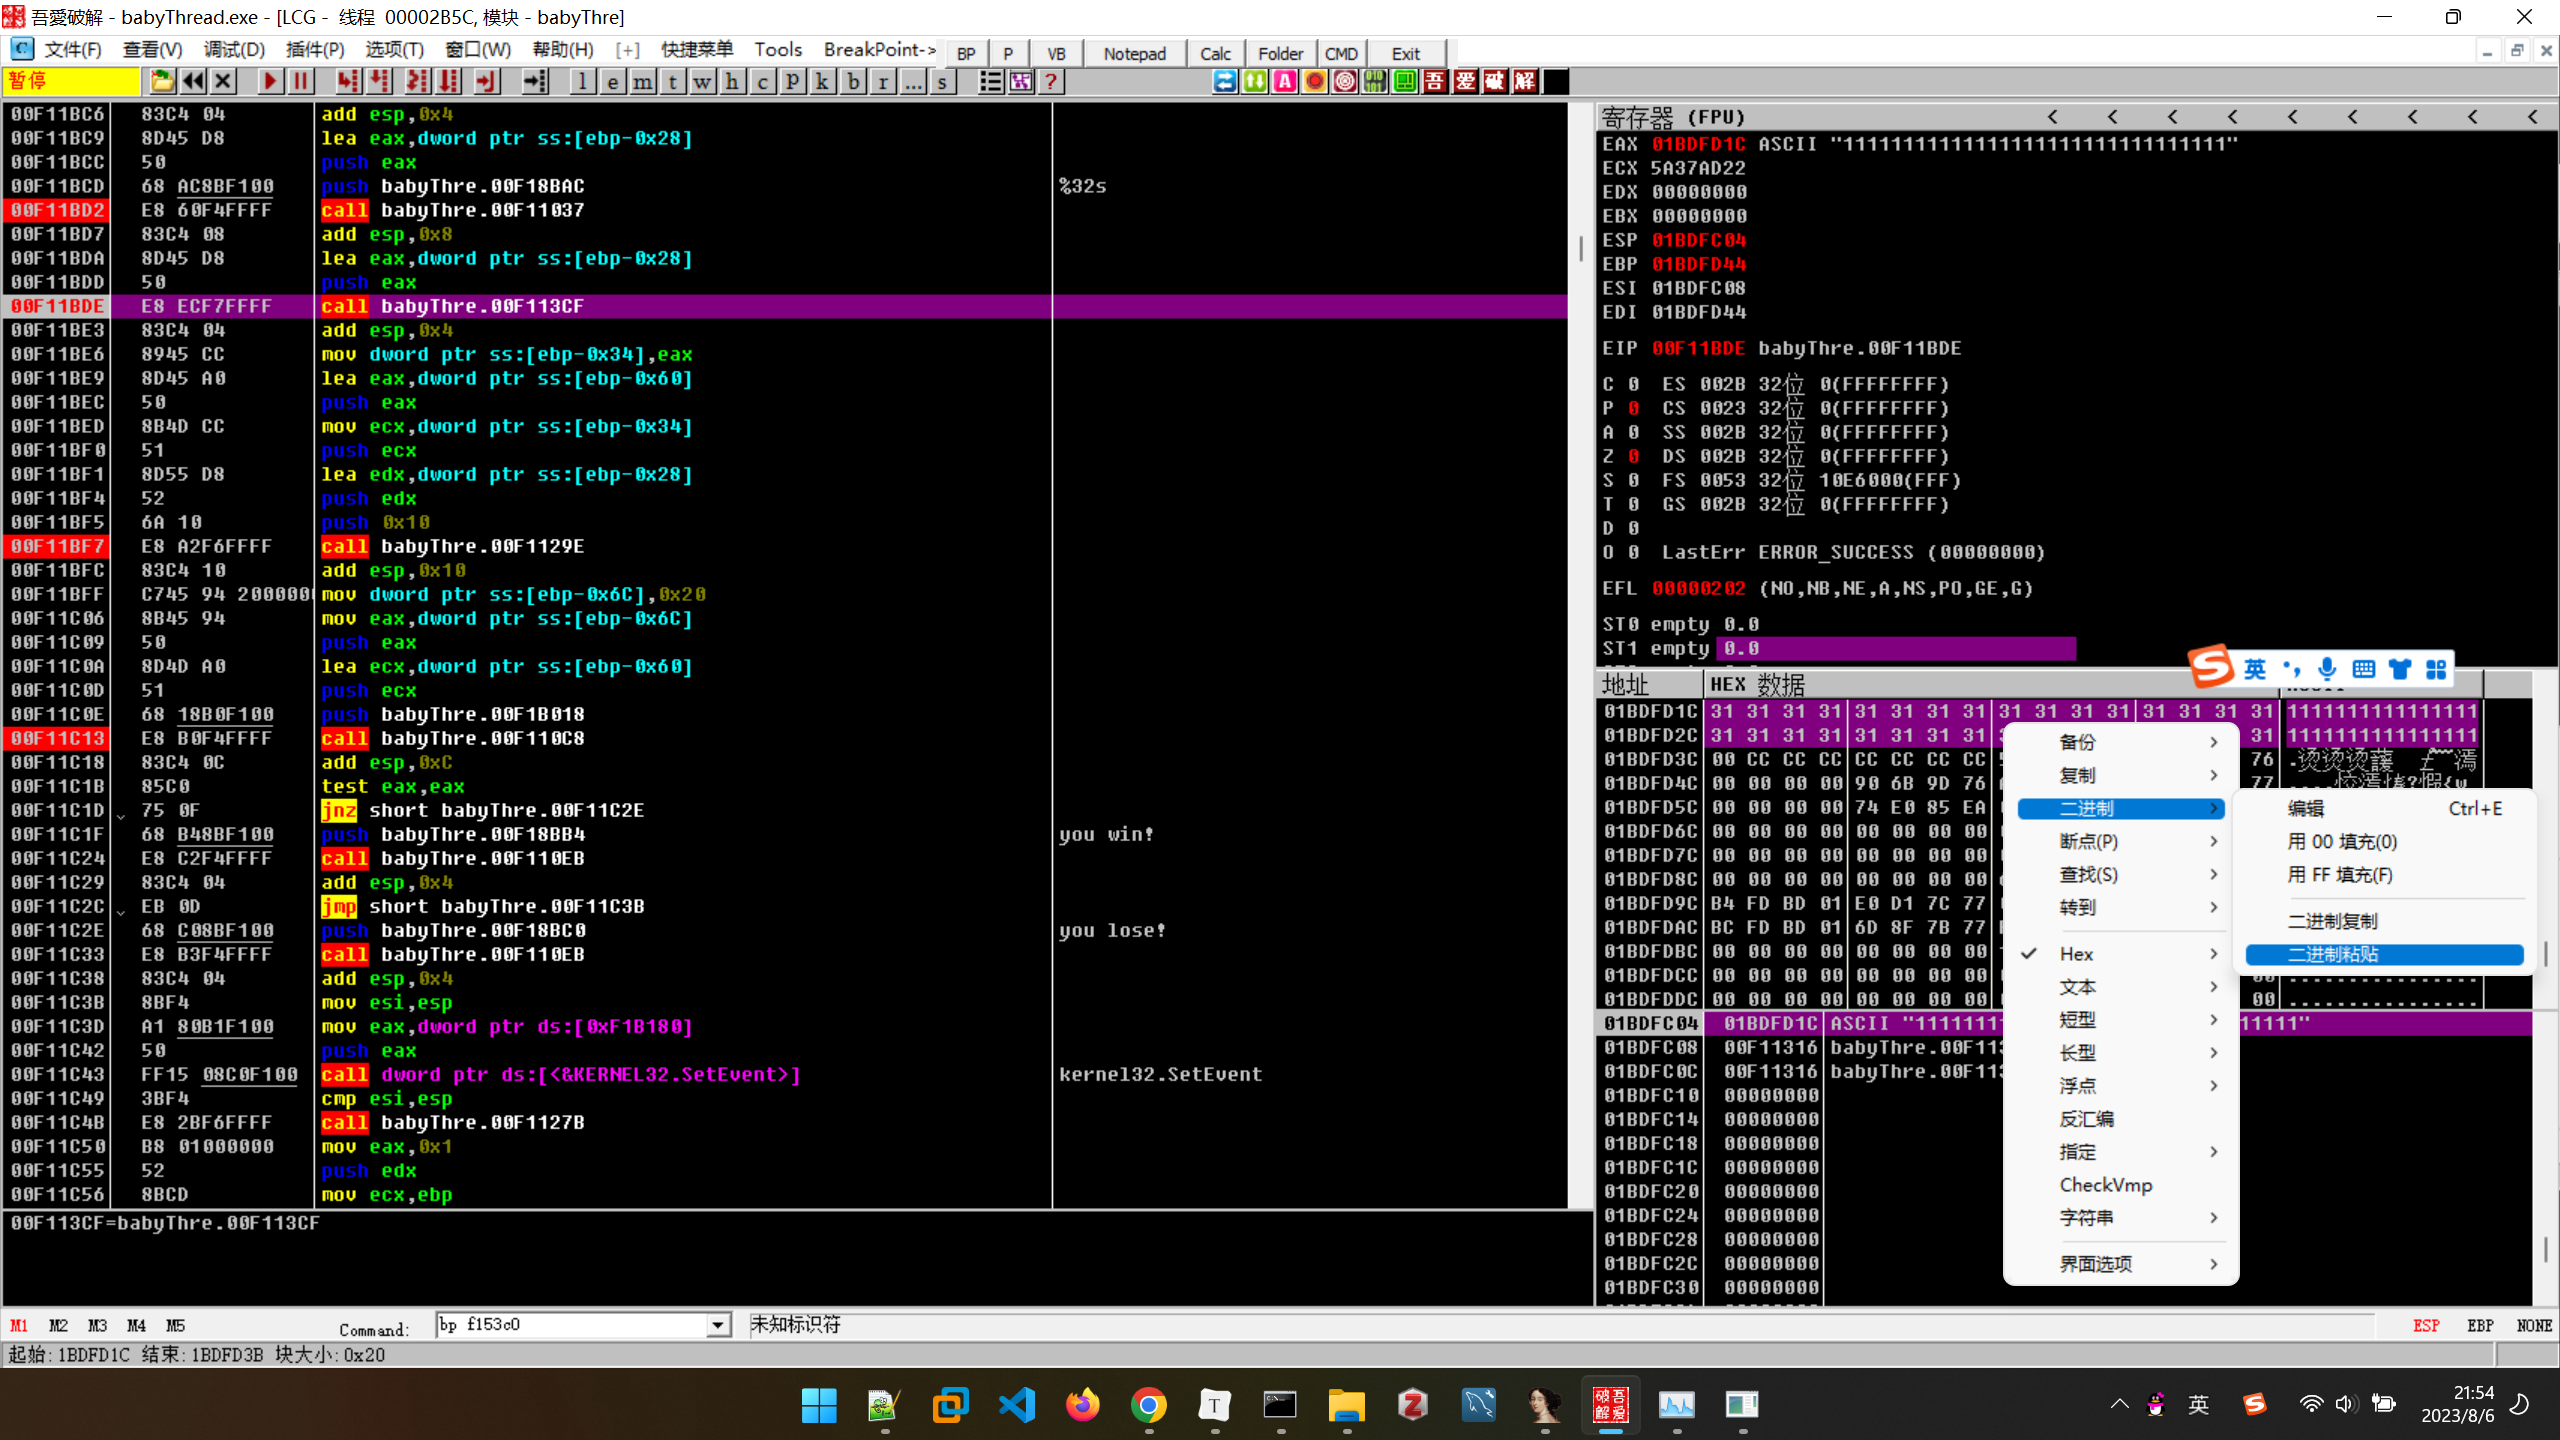 吾愛破解 - babyThread.exe - [LCG -  线程  00002B5C, 模块 - babyThre]
文件(F) 查看(V) 调试(D) 插件(P) 选项(T) 窗口(W) 帮助(H) [+] 快捷菜单 Tools BreakPoint-> BP P VB Notepad Calc Folder CMD Exit
暂停 l e m t w h c p k b r ... s ? 吾 爱 破 解
00F11BC6 83C4 04 add esp,0x4
00F11BC9 8D45 D8 lea eax,dword ptr ss:[ebp-0x28]
00F11BCC 50 push eax
00F11BCD 68 AC8BF100 push babyThre.00F18BAC %32s
00F11BD2 E8 60F4FFFF call babyThre.00F11037
00F11BD7 83C4 08 add esp,0x8
00F11BDA 8D45 D8 lea eax,dword ptr ss:[ebp-0x28]
00F11BDD 50 push eax
00F11BDE E8 ECF7FFFF call babyThre.00F113CF
00F11BE3 83C4 04 add esp,0x4
00F11BE6 8945 CC mov dword ptr ss:[ebp-0x34],eax
00F11BE9 8D45 A0 lea eax,dword ptr ss:[ebp-0x60]
00F11BEC 50 push eax
00F11BED 8B4D CC mov ecx,dword ptr ss:[ebp-0x34]
00F11BF0 51 push ecx
00F11BF1 8D55 D8 lea edx,dword ptr ss:[ebp-0x28]
00F11BF4 52 push edx
00F11BF5 6A 10 push 0x10
00F11BF7 E8 A2F6FFFF call babyThre.00F1129E
00F11BFC 83C4 10 add esp,0x10
00F11BFF C745 94 2000000 mov dword ptr ss:[ebp-0x6C],0x20
00F11C06 8B45 94 mov eax,dword ptr ss:[ebp-0x6C]
00F11C09 50 push eax
00F11C0A 8D4D A0 lea ecx,dword ptr ss:[ebp-0x60]
00F11C0D 51 push ecx
00F11C0E 68 18B0F100 push babyThre.00F1B018
00F11C13 E8 B0F4FFFF call babyThre.00F110C8
00F11C18 83C4 0C add esp,0xC
00F11C1B 85C0 test eax,eax
00F11C1D 75 0F jnz short babyThre.00F11C2E
00F11C1F 68 B48BF100 push babyThre.00F18BB4 you win!
00F11C24 E8 C2F4FFFF call babyThre.00F110EB
00F11C29 83C4 04 add esp,0x4
00F11C2C EB 0D jmp short babyThre.00F11C3B
00F11C2E 68 C08BF100 push babyThre.00F18BC0 you lose!
00F11C33 E8 B3F4FFFF call babyThre.00F110EB
00F11C38 83C4 04 add esp,0x4
00F11C3B 8BF4 mov esi,esp
00F11C3D A1 80B1F100 mov eax,dword ptr ds:[0xF1B180]
00F11C42 50 push eax
00F11C43 FF15 08C0F100 call dword ptr ds:[<&KERNEL32.SetEvent>] kernel32.SetEvent
00F11C49 3BF4 cmp esi,esp
00F11C4B E8 2BF6FFFF call babyThre.00F1127B
00F11C50 B8 01000000 mov eax,0x1
00F11C55 52 push edx
00F11C56 8BCD mov ecx,ebp
00F113CF=babyThre.00F113CF
寄存器 (FPU) < < < < < < < < <
EAX 01BDFD1C ASCII "11111111111111111111111111111111"
ECX 5A37AD22
EDX 00000000
EBX 00000000
ESP 01BDFC04
EBP 01BDFD44
ESI 01BDFC08
EDI 01BDFD44
EIP 00F11BDE babyThre.00F11BDE
C 0 ES 002B 32位 0(FFFFFFFF)
P 0 CS 0023 32位 0(FFFFFFFF)
A 0 SS 002B 32位 0(FFFFFFFF)
Z 0 DS 002B 32位 0(FFFFFFFF)
S 0 FS 0053 32位 10E6000(FFF)
T 0 GS 002B 32位 0(FFFFFFFF)
D 0
O 0 LastErr ERROR_SUCCESS (00000000)
EFL 00000202 (NO,NB,NE,A,NS,PO,GE,G)
ST0 empty 0.0
ST1 empty 0.0
英
地址 HEX 数据
01BDFD1C 31 31 31 31 31 31 31 31 31 31 31 31 31 31 31 31 1111111111111111
01BDFD2C 31 31 31 31 31 31 31 31 31 1111111111111111
01BDFD3C 00 CC CC CC CC CC CC CC 76
01BDFD4C 00 00 00 00 90 6B 9D 76 77
01BDFD5C 00 00 00 00 74 E0 85 EA
01BDFD6C 00 00 00 00 00 00 00 00
01BDFD7C 00 00 00 00 00 00 00 00
01BDFD8C 00 00 00 00 00 00 00 00
01BDFD9C B4 FD BD 01 E0 D1 7C 77
01BDFDAC BC FD BD 01 6D 8F 7B 77
01BDFDBC 00 00 00 00 00 00 00 00
01BDFDCC 00 00 00 00 00 00 00 00
01BDFDDC 00 00 00 00 00 00 00 00 00 ................
01BDFC04 01BDFD1C ASCII "1111111 11111"
01BDFC08 00F11316 babyThre.00F113
01BDFC0C 00F11316 babyThre.00F113
01BDFC10 00000000
01BDFC14 00000000
01BDFC18 00000000
01BDFC1C 00000000
01BDFC20 00000000
01BDFC24 00000000
01BDFC28 00000000
01BDFC2C 00000000
01BDFC30 00000000
备份
复制
二进制
断点(P)
查找(S)
转到
Hex
文本
短型
长型
浮点
反汇编
指定
CheckVmp
字符串
界面选项
编辑 Ctrl+E
用 00 填充(0)
用 FF 填充(F)
二进制复制
二进制粘贴
M1 M2 M3 M4 M5 Command: bp f153c0 未知标识符 ESP EBP NONE
起始:1BDFD1C 结束:1BDFD3B 块大小:0x20
英 21:54
2023/8/6